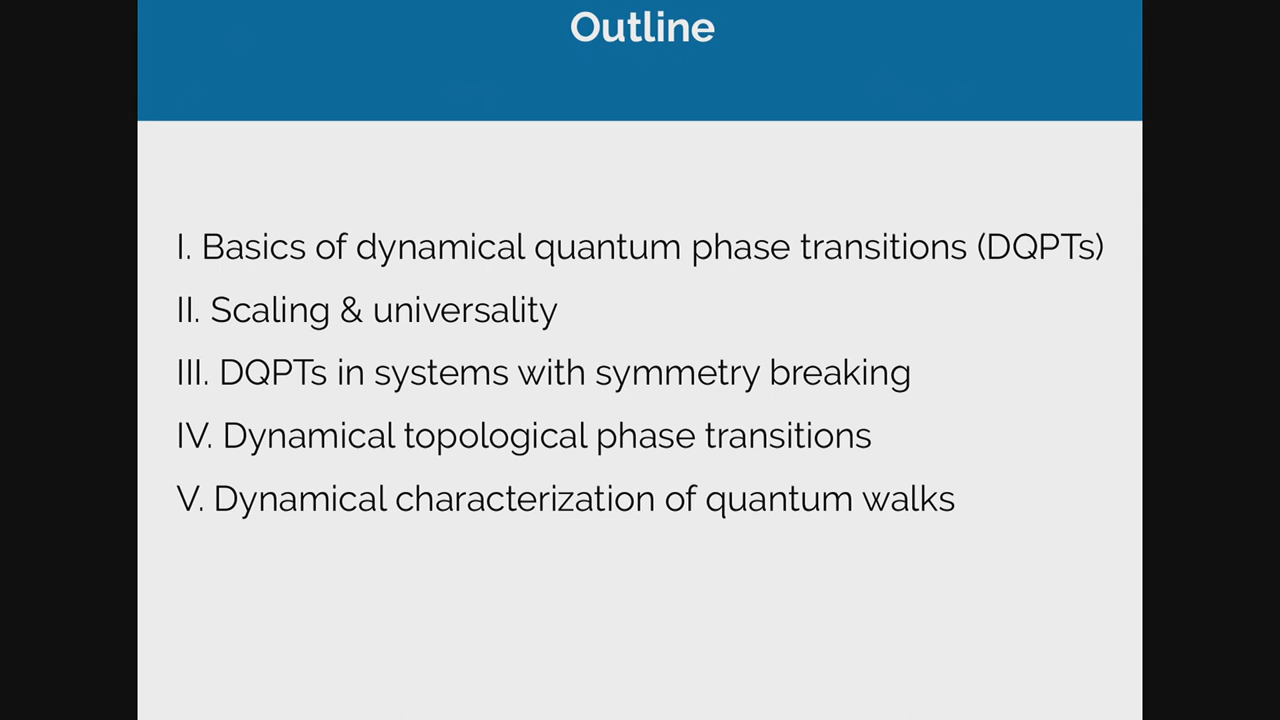 Outline
I. Basics of dynamical quantum phase transitions (DQPTs)
II. Scaling & universality
III. DQPTs in systems with symmetry breaking
IV. Dynamical topological phase transitions
V. Dynamical characterization of quantum walks